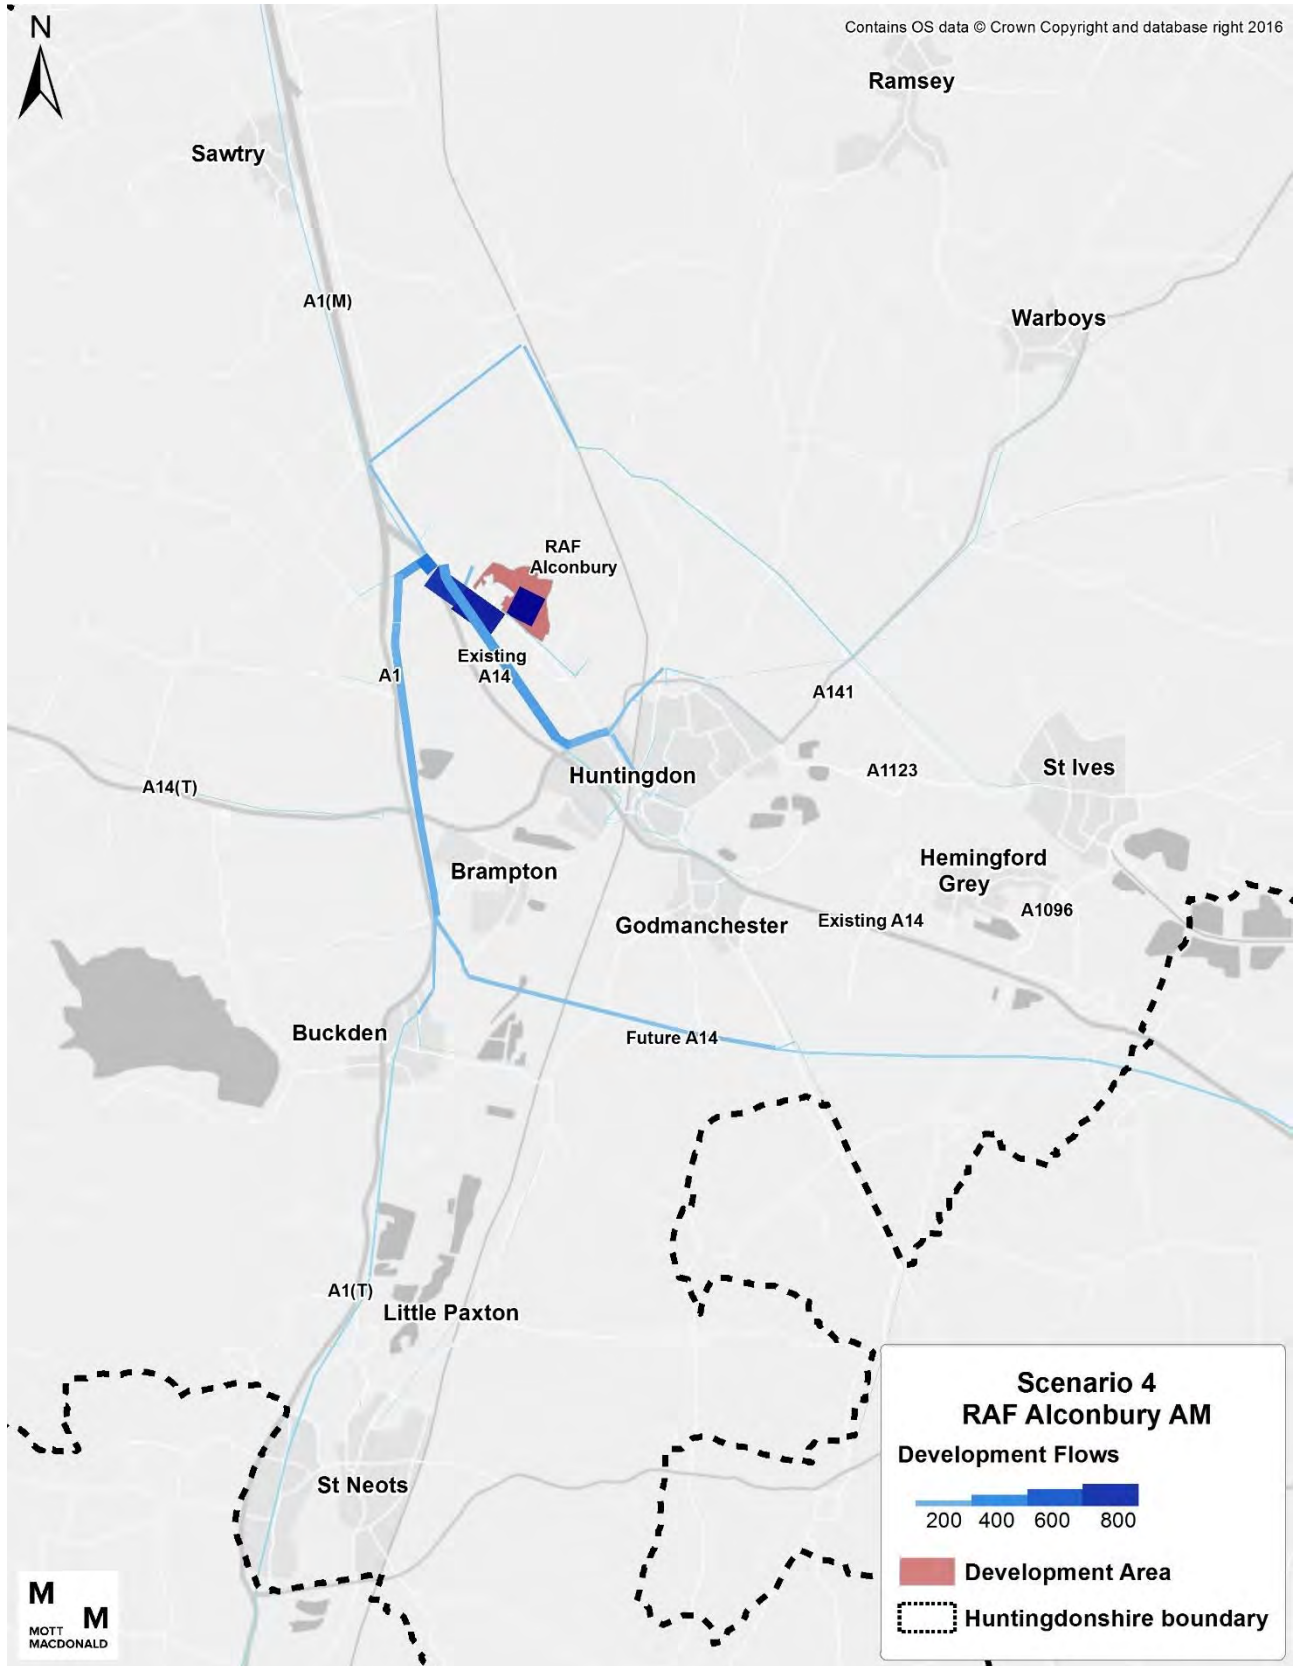 Contains OS data © Crown Copyright and database right 2016
N
Ramsey
Sawtry
A1(M)
Warboys
RAF
Alconbury
Existing
A14
A1
A141
A14(T)
Huntingdon
A1123
St Ives
Brampton
Hemingford
Grey
A1096
Godmanchester
Existing A14
Buckden
Future A14
A1(T)
Little Paxton
St Neots
Scenario 4
RAF Alconbury AM
Development Flows
200 400 600 800
Development Area
Huntingdonshire boundary
M
M
MOTT
MACDONALD